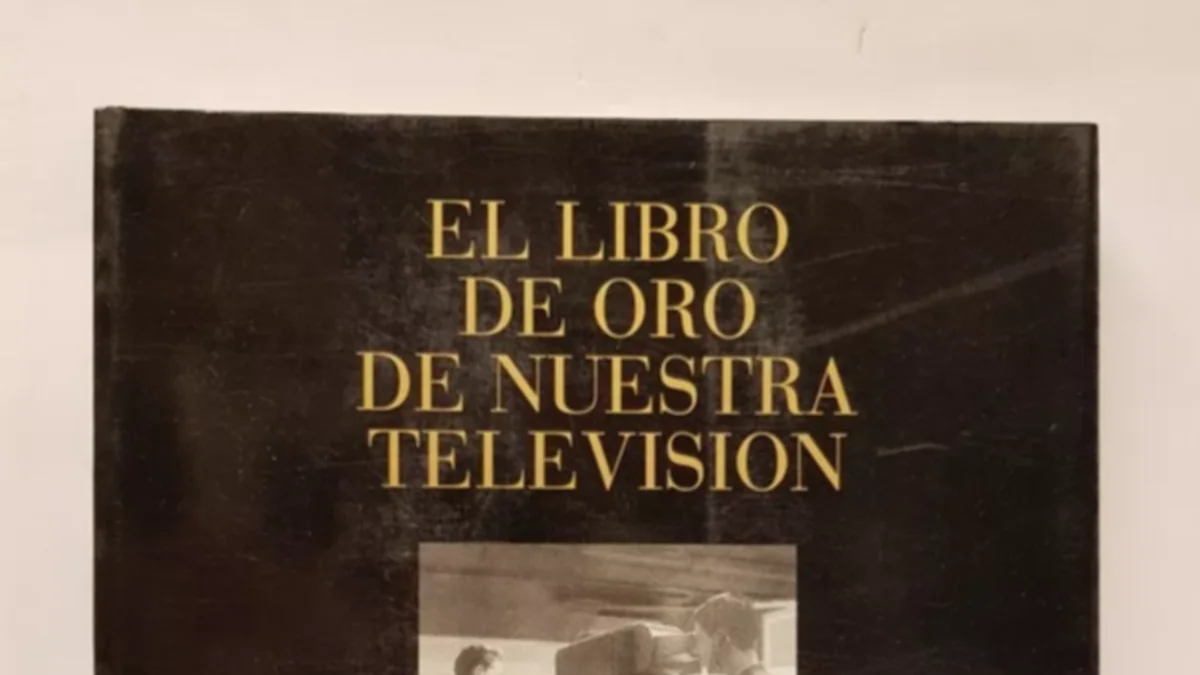 EL LIBRO
DE ORO
DE NUESTRA
TELEVISION